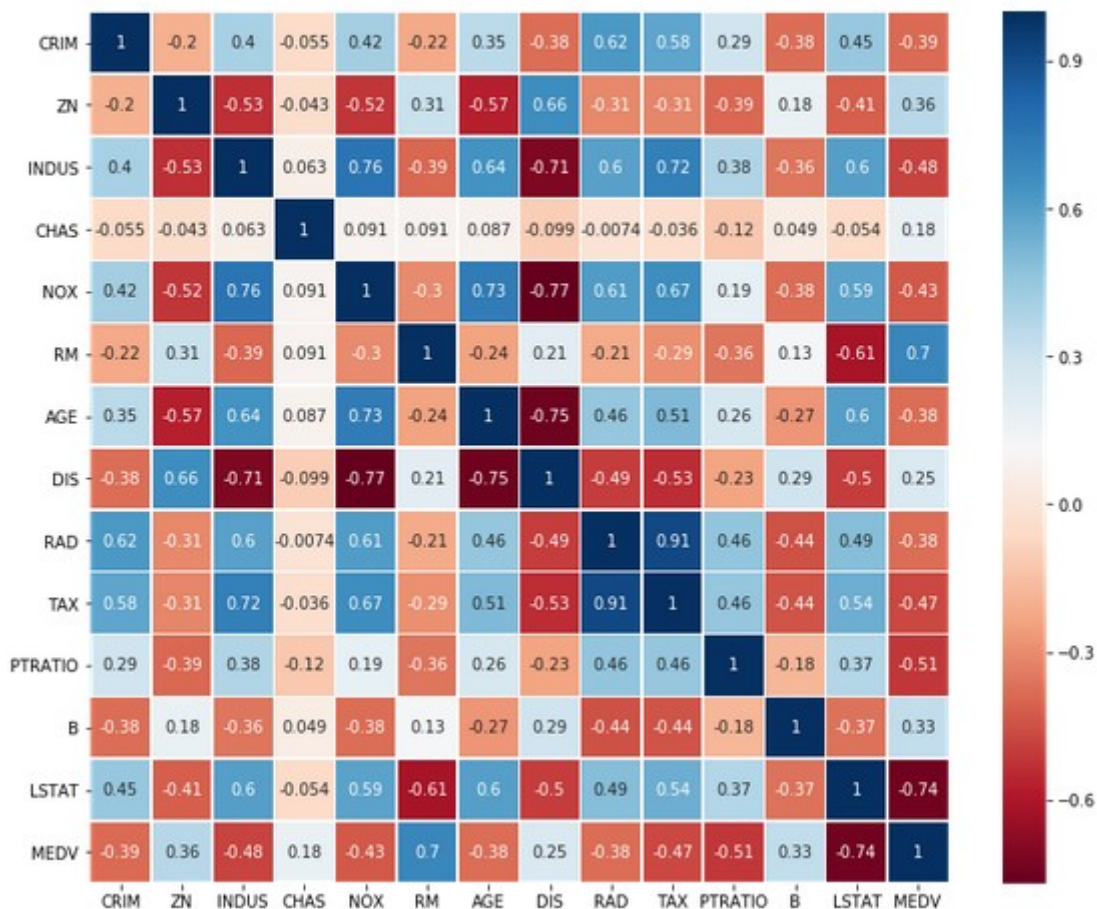 CRIM 1 -0.2 0.4 -0.055 0.42 -0.22 0.35 -0.38 0.62 0.58 0.29 -0.38 0.45 -0.39
ZN -0.2 1 -0.53 -0.043 -0.52 0.31 -0.57 0.66 -0.31 -0.31 -0.39 0.18 -0.41 0.36
INDUS 0.4 -0.53 1 0.063 0.76 -0.39 0.64 -0.71 0.6 0.72 0.38 -0.36 0.6 -0.48
CHAS -0.055 -0.043 0.063 1 0.091 0.091 0.087 -0.099 -0.0074 -0.036 -0.12 0.049 -0.054 0.18
NOX 0.42 -0.52 0.76 0.091 1 -0.3 0.73 -0.77 0.61 0.67 0.19 -0.38 0.59 -0.43
RM -0.22 0.31 -0.39 0.091 -0.3 1 -0.24 0.21 -0.21 -0.29 -0.36 0.13 -0.61 0.7
AGE 0.35 -0.57 0.64 0.087 0.73 -0.24 1 -0.75 0.46 0.51 0.26 -0.27 0.6 -0.38
DIS -0.38 0.66 -0.71 -0.099 -0.77 0.21 -0.75 1 -0.49 -0.53 -0.23 0.29 -0.5 0.25
RAD 0.62 -0.31 0.6 -0.0074 0.61 -0.21 0.46 -0.49 1 0.91 0.46 -0.44 0.49 -0.38
TAX 0.58 -0.31 0.72 -0.036 0.67 -0.29 0.51 -0.53 0.91 1 0.46 -0.44 0.54 -0.47
PTRATIO 0.29 -0.39 0.38 -0.12 0.19 -0.36 0.26 -0.23 0.46 0.46 1 -0.18 0.37 -0.51
B -0.38 0.18 -0.36 0.049 -0.38 0.13 -0.27 0.29 -0.44 -0.44 -0.18 1 -0.37 0.33
LSTAT 0.45 -0.41 0.6 -0.054 0.59 -0.61 0.6 -0.5 0.49 0.54 0.37 -0.37 1 -0.74
MEDV -0.39 0.36 -0.48 0.18 -0.43 0.7 -0.38 0.25 -0.38 -0.47 -0.51 0.33 -0.74 1
CRIM ZN INDUS CHAS NOX RM AGE DIS RAD TAX PTRATIO B LSTAT MEDV
0.9
0.6
0.3
0.0
−0.3
−0.6